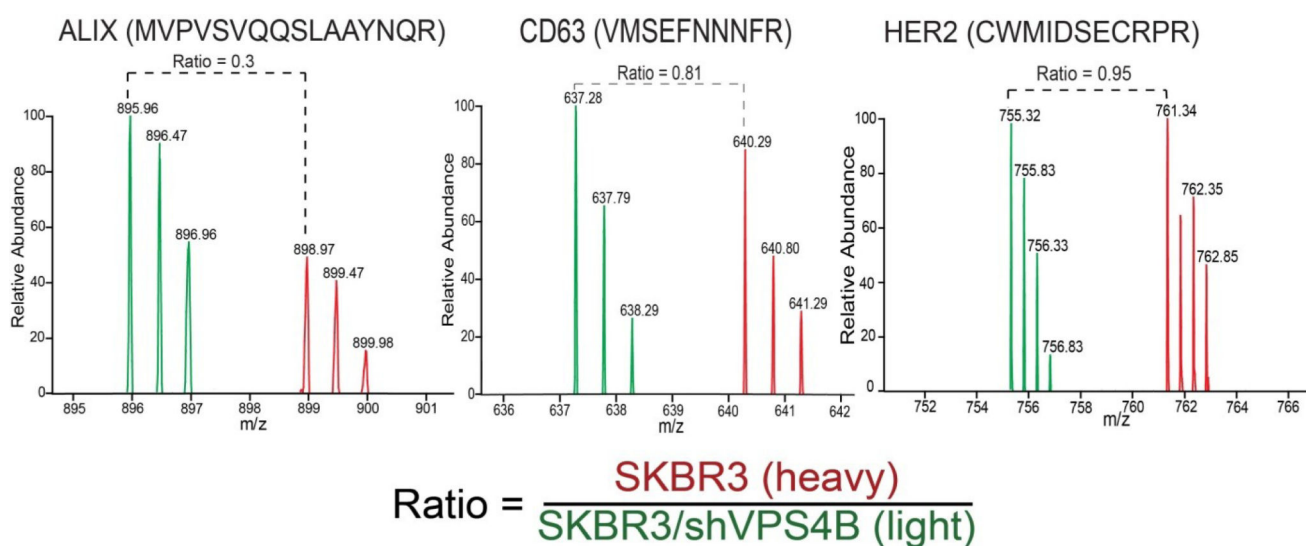 ALIX (MVPVSVQQSLAAYNQR)
Ratio = 0.3
895.96
896.47
896.96
898.97
899.47
899.98
Relative Abundance
100
80
60
40
20
0
895 896 897 898 899 900 901
m/z
CD63 (VMSEFNNNFR)
Ratio = 0.81
637.28
637.79
638.29
640.29
640.80
641.29
Relative Abundance
100
80
60
40
20
0
636 637 638 639 640 641 642
m/z
HER2 (CWMIDSECRPR)
Ratio = 0.95
755.32
755.83
756.33
756.83
761.34
762.35
762.85
Relative Abundance
100
80
60
40
20
0
752 754 756 758 760 762 764 766
m/z
Ratio = SKBR3 (heavy)
SKBR3/shVPS4B (light)